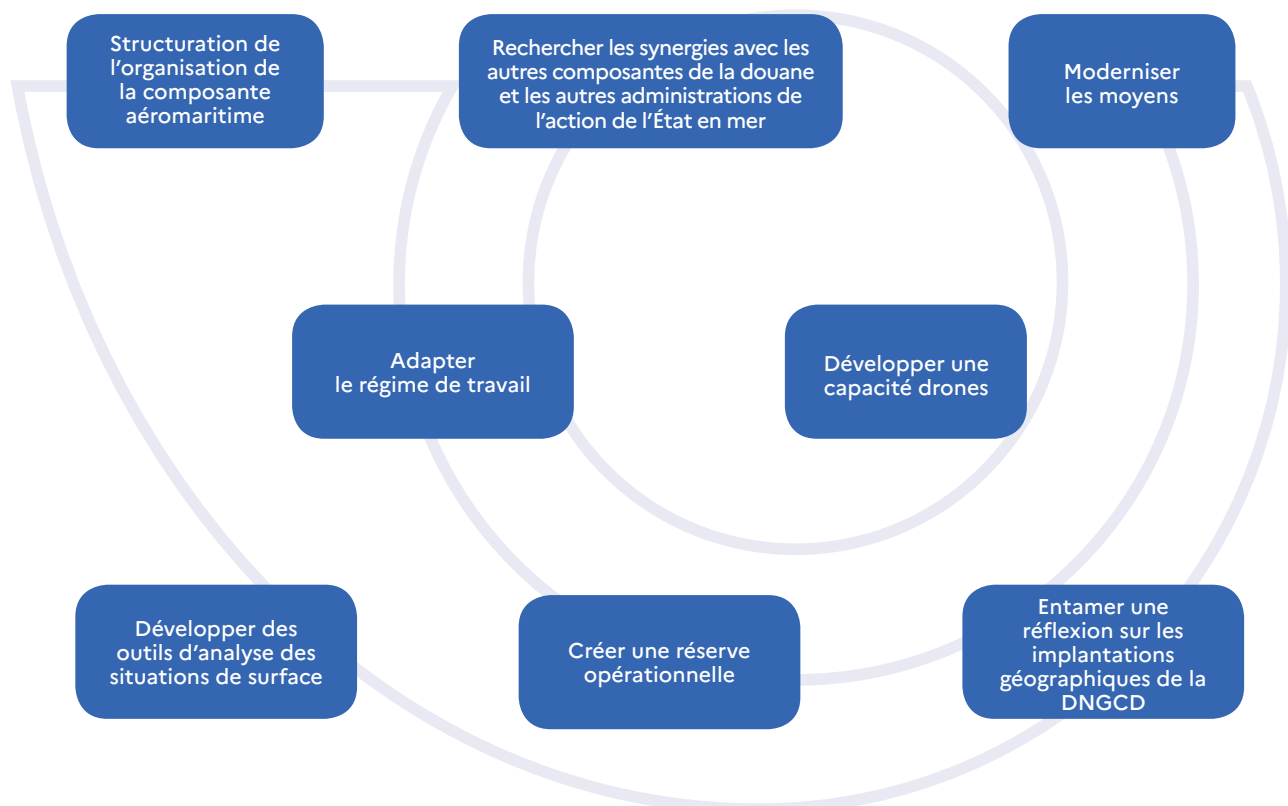 Structuration de
l’organisation de
la composante
aéromaritime
Rechercher les synergies avec les
autres composantes de la douane
et les autres administrations de
l’action de l’État en mer
Moderniser
les moyens
Adapter
le régime de travail
Développer une
capacité drones
Développer des
outils d’analyse des
situations de surface
Créer une réserve
opérationnelle
Entamer une
réflexion sur les
implantations
géographiques de la
DNGCD